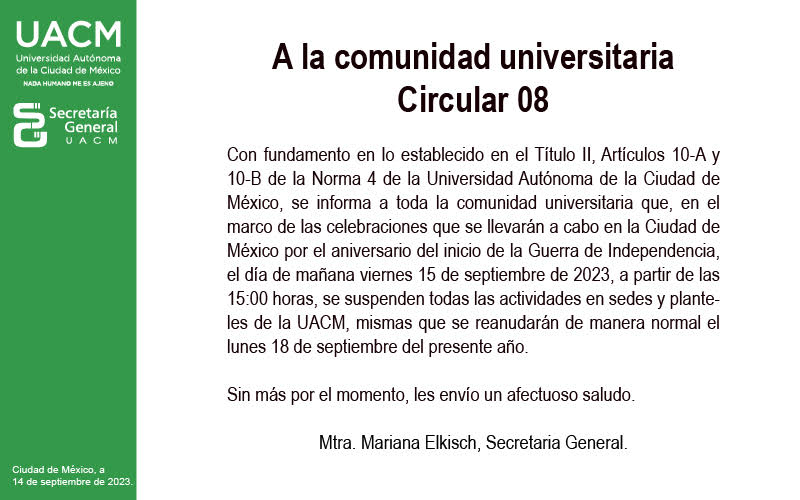 UACM
Universidad Autónoma
de la Ciudad de México
NADA HUMANO ME ES AJENO
Secretaría
General
UACM
A la comunidad universitaria
Circular 08
Con fundamento en lo establecido en el Título II, Artículos 10-A y
10-B de la Norma 4 de la Universidad Autónoma de la Ciudad de
México, se informa a toda la comunidad universitaria que, en el
marco de las celebraciones que se llevarán a cabo en la Ciudad de
México por el aniversario del inicio de la Guerra de Independencia,
el día de mañana viernes 15 de septiembre de 2023, a partir de las
15:00 horas, se suspenden todas las actividades en sedes y plante-
les de la UACM, mismas que se reanudarán de manera normal el
lunes 18 de septiembre del presente año.
Sin más por el momento, les envío un afectuoso saludo.
Mtra. Mariana Elkisch, Secretaria General.
Ciudad de México, a
14 de septiembre de 2023.